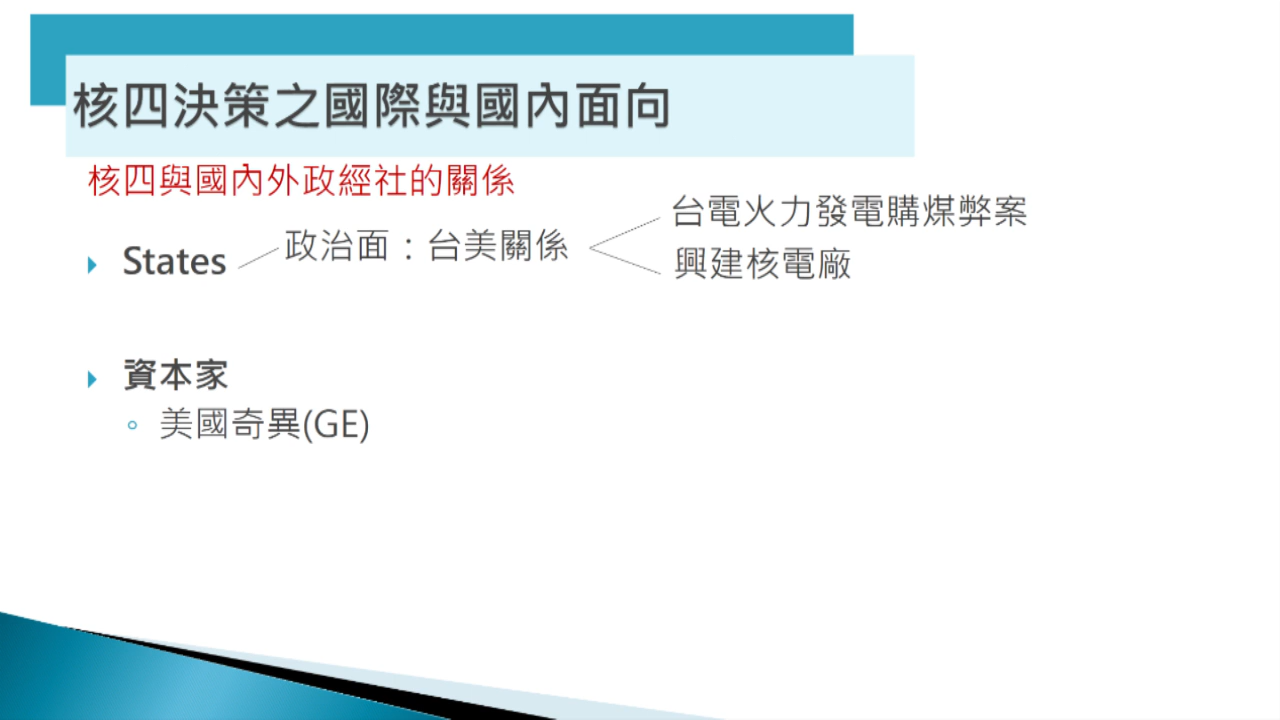 核四決策之國際與國內面向
核四與國內外政經社的關係
States
政治面：台美關係
台電火力發電購煤弊案
興建核電廠
資本家
美國奇異(GE)